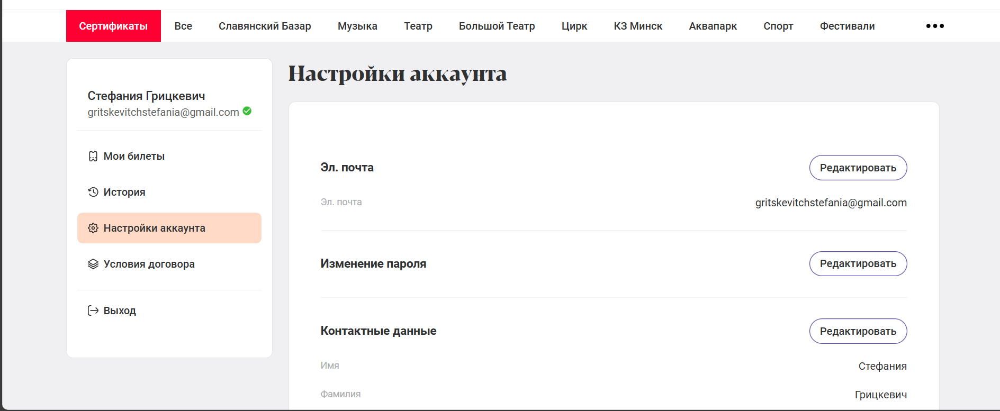 Сертификаты Все Славянский Базар Музыка Театр Большой Театр Цирк КЗ Минск Аквапарк Спорт Фестивали
Стефания Грицкевич
gritskevitchstefania@gmail.com
Мои билеты
История
Настройки аккаунта
Условия договора
Выход
Настройки аккаунта
Эл. почта Редактировать
Эл. почта gritskevitchstefania@gmail.com
Изменение пароля Редактировать
Контактные данные Редактировать
Имя Стефания
Фамилия Грицкевич